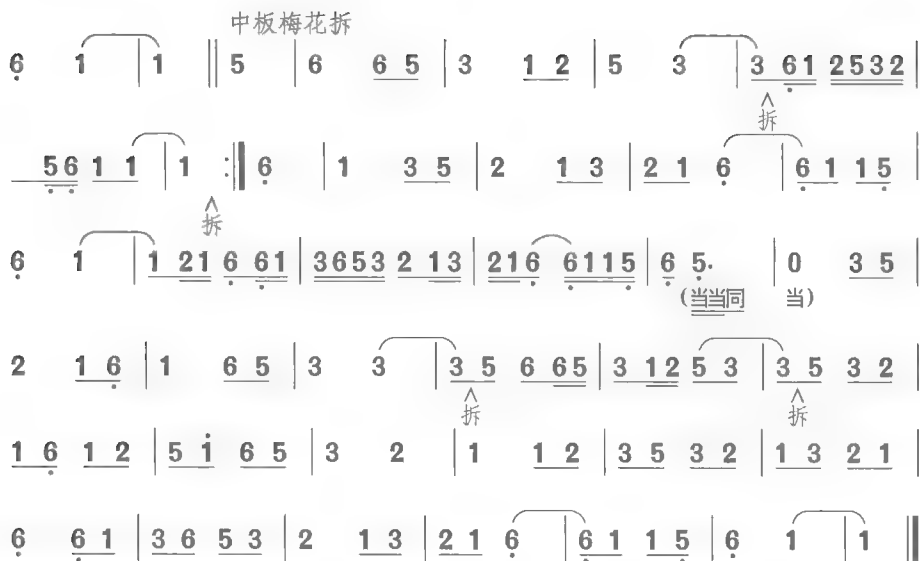 中板梅花拆
6 1 | 1 || 5 | 6 6 5 | 3 1 2 | 5 3 | 3 6 1 2 5 3 2 |
拆
5 6 1 1 | 1 :|| 6 | 1 3 5 | 2 1 3 | 2 1 6 | 6 1 1 5 |
拆
6 1 | 1 2 1 6 6 1 | 3 6 5 3 2 1 3 | 2 1 6 6 1 1 5 | 6 5. | 0 3 5 |
(当当同 当)
2 1 6 | 1 6 5 | 3 3 | 3 5 6 6 5 | 3 1 2 5 3 | 3 5 3 2 |
拆 拆
1 6 1 2 | 5 i 6 5 | 3 2 | 1 1 2 | 3 5 3 2 | 1 3 2 1 |
6 6 1 | 3 6 5 3 | 2 1 3 | 2 1 6 | 6 1 1 5 | 6 1 | 1 ||